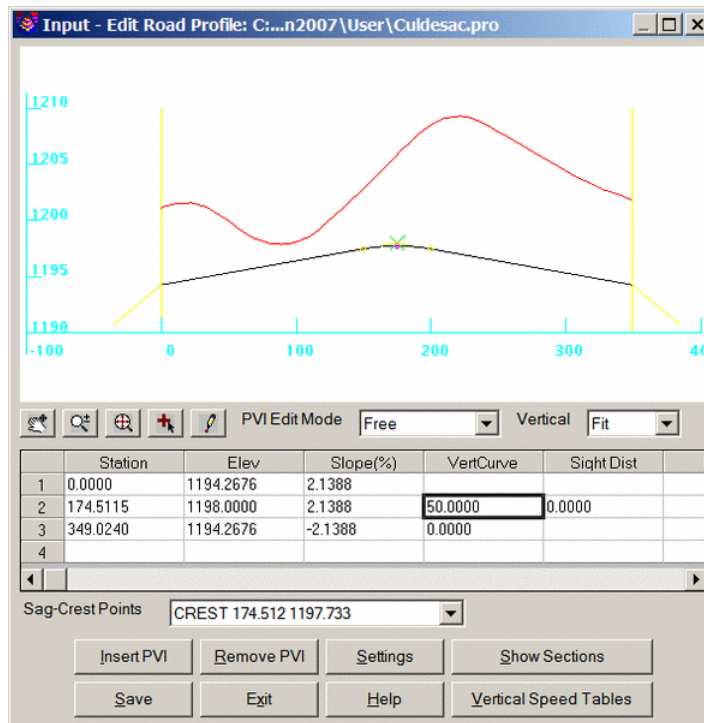 Input - Edit Road Profile: C:...n2007\User\Culdesac.pro
1210
1205
1200
1195
1190
-100 0 100 200 300 40
PVI Edit Mode Free Vertical Fit
Station Elev Slope(%) VertCurve Sight Dist
1 0.0000 1194.2676 2.1388
2 174.5115 1198.0000 2.1388 50.0000 0.0000
3 349.0240 1194.2676 -2.1388 0.0000
4
Sag-Crest Points CREST 174.512 1197.733
Insert PVI Remove PVI Settings Show Sections
Save Exit Help Vertical Speed Tables